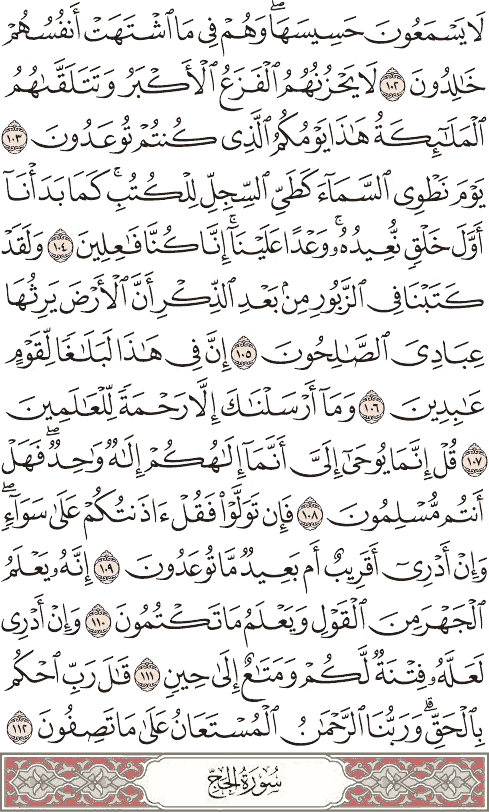 لَا يَسْمَعُونَ حَسِيسَهَا ۖ وَهُمْ فِى مَا ٱشْتَهَتْ أَنفُسُهُمْ
خَـٰلِدُونَ ١٠٢ لَا يَحْزُنُهُمُ ٱلْفَزَعُ ٱلْأَكْبَرُ وَتَتَلَقَّىٰهُمُ
ٱلْمَلَـٰٓئِكَةُ هَـٰذَا يَوْمُكُمُ ٱلَّذِى كُنتُمْ تُوعَدُونَ ١٠٣
يَوْمَ نَطْوِى ٱلسَّمَآءَ كَطَىِّ ٱلسِّجِلِّ لِلْكُتُبِ ۚ كَمَا بَدَأْنَآ
أَوَّلَ خَلْقٍ نُّعِيدُهُۥ ۚ وَعْدًا عَلَيْنَآ ۚ إِنَّا كُنَّا فَـٰعِلِينَ ١٠٤ وَلَقَدْ
كَتَبْنَا فِى ٱلزَّبُورِ مِنۢ بَعْدِ ٱلذِّكْرِ أَنَّ ٱلْأَرْضَ يَرِثُهَا
عِبَادِىَ ٱلصَّـٰلِحُونَ ١٠٥ إِنَّ فِى هَـٰذَا لَبَلَـٰغًا لِّقَوْمٍ
عَـٰبِدِينَ ١٠٦ وَمَآ أَرْسَلْنَـٰكَ إِلَّا رَحْمَةً لِّلْعَـٰلَمِينَ
١٠٧ قُلْ إِنَّمَا يُوحَىٰٓ إِلَىَّ أَنَّمَآ إِلَـٰهُكُمْ إِلَـٰهٌ وَٰحِدٌ ۖ فَهَلْ
أَنتُم مُّسْلِمُونَ ١٠٨ فَإِن تَوَلَّوْا۟ فَقُلْ ءَاذَنتُكُمْ عَلَىٰ سَوَآءٍ ۖ
وَإِنْ أَدْرِىٓ أَقَرِيبٌ أَم بَعِيدٌ مَّا تُوعَدُونَ ١٠٩ إِنَّهُۥ يَعْلَمُ
ٱلْجَهْرَ مِنَ ٱلْقَوْلِ وَيَعْلَمُ مَا تَكْتُمُونَ ١١٠ وَإِنْ أَدْرِى
لَعَلَّهُۥ فِتْنَةٌ لَّكُمْ وَمَتَـٰعٌ إِلَىٰ حِينٍ ١١١ قَـٰلَ رَبِّ ٱحْكُم
بِٱلْحَقِّ ۗ وَرَبُّنَا ٱلرَّحْمَـٰنُ ٱلْمُسْتَعَانُ عَلَىٰ مَا تَصِفُونَ ١١٢
سُورَةُ الحَجّ